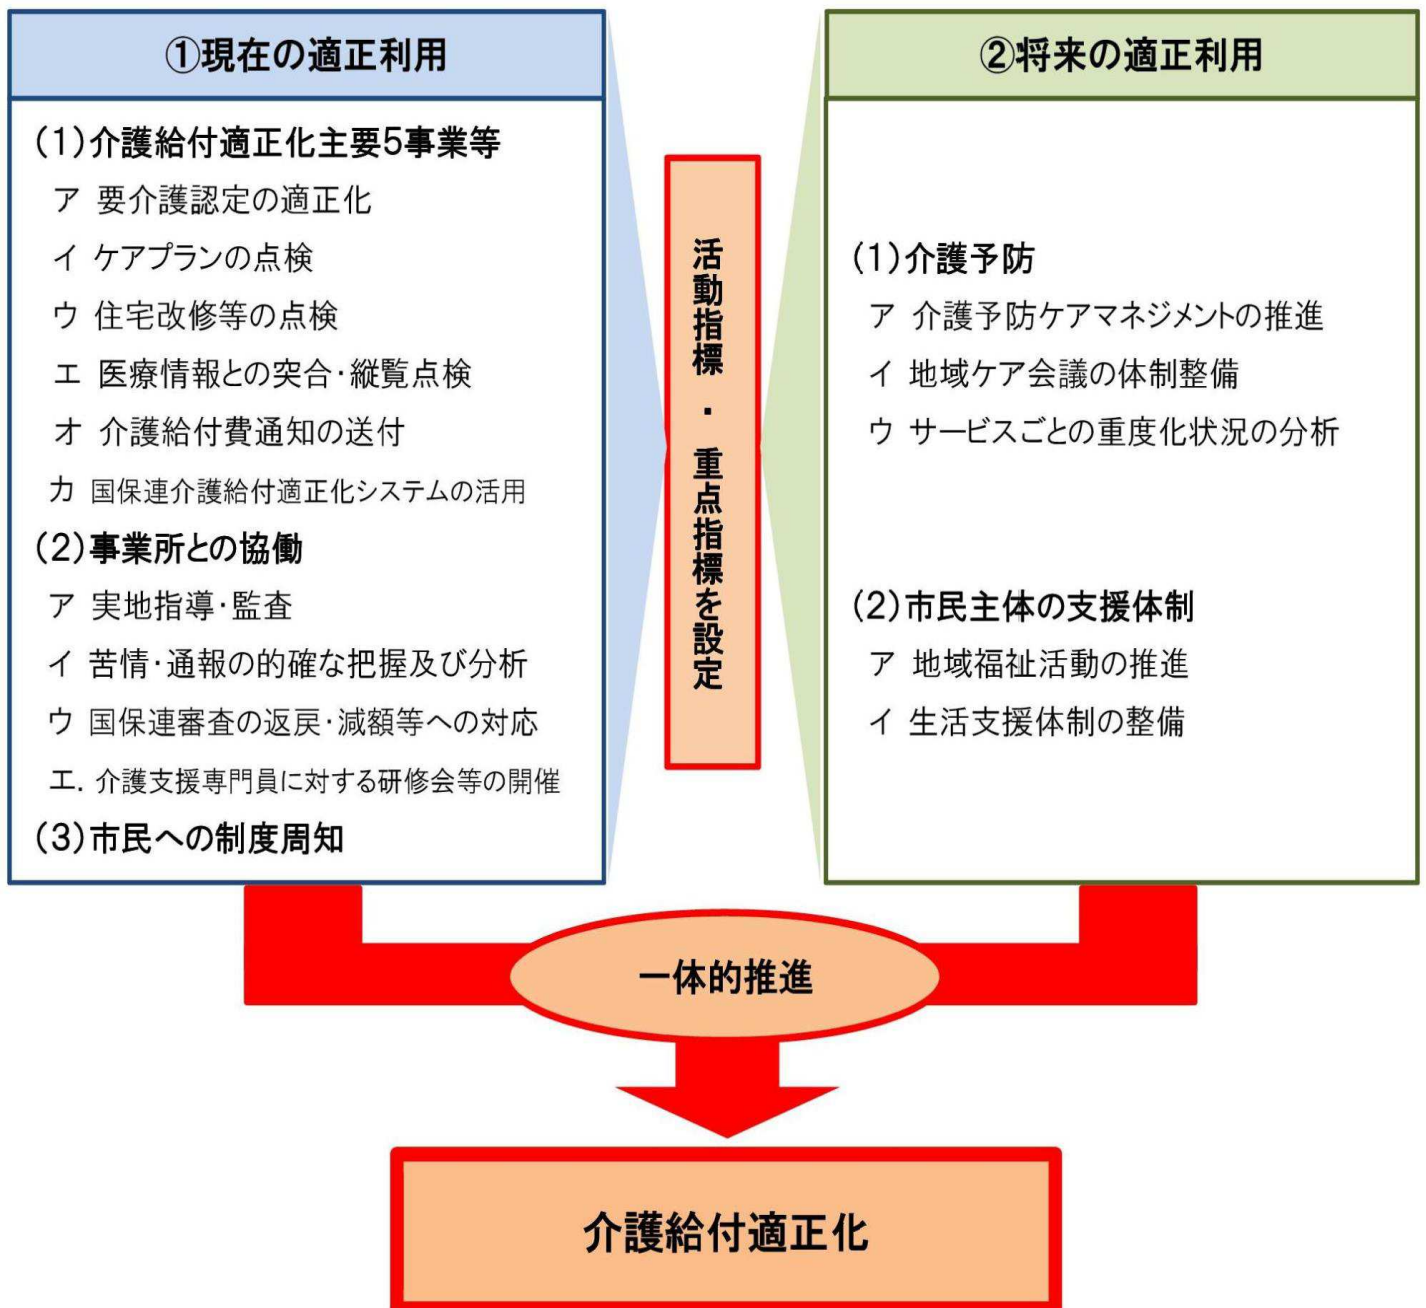 ①現在の適正利用
(1)介護給付適正化主要5事業等
ア 要介護認定の適正化
イ ケアプランの点検
ウ 住宅改修等の点検
エ 医療情報との突合・縦覧点検
オ 介護給付費通知の送付
カ 国保連介護給付適正化システムの活用
(2)事業所との協働
ア 実地指導・監査
イ 苦情・通報の的確な把握及び分析
ウ 国保連審査の返戻・減額等への対応
エ. 介護支援専門員に対する研修会等の開催
(3)市民への制度周知
活動指標・重点指標を設定
②将来の適正利用
(1)介護予防
ア 介護予防ケアマネジメントの推進
イ 地域ケア会議の体制整備
ウ サービスごとの重度化状況の分析
(2)市民主体の支援体制
ア 地域福祉活動の推進
イ 生活支援体制の整備
一体的推進
介護給付適正化